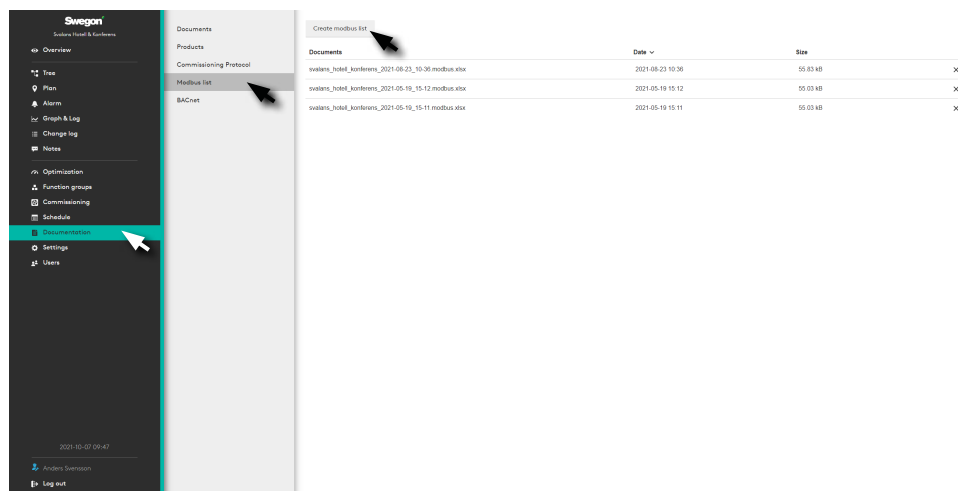 Swegon
Svalans Hotell & Konferens
Overview
Tree
Plan
Alarm
Graph & Log
Change log
Notes
Optimization
Function groups
Commissioning
Schedule
Documentation
Settings
Users
2021-10-07 09:47
Anders Svensson
Log out
Documents
Products
Commissioning Protocol
Modbus list
BACnet
Create modbus list
Documents Date Size
svalans_hotell_konferens_2021-08-23_10-36.modbus.xlsx 2021-08-23 10:36 55.83 kB
svalans_hotell_konferens_2021-05-19_15-12.modbus.xlsx 2021-05-19 15:12 55.03 kB
svalans_hotell_konferens_2021-05-19_15-11.modbus.xlsx 2021-05-19 15:11 55.03 kB